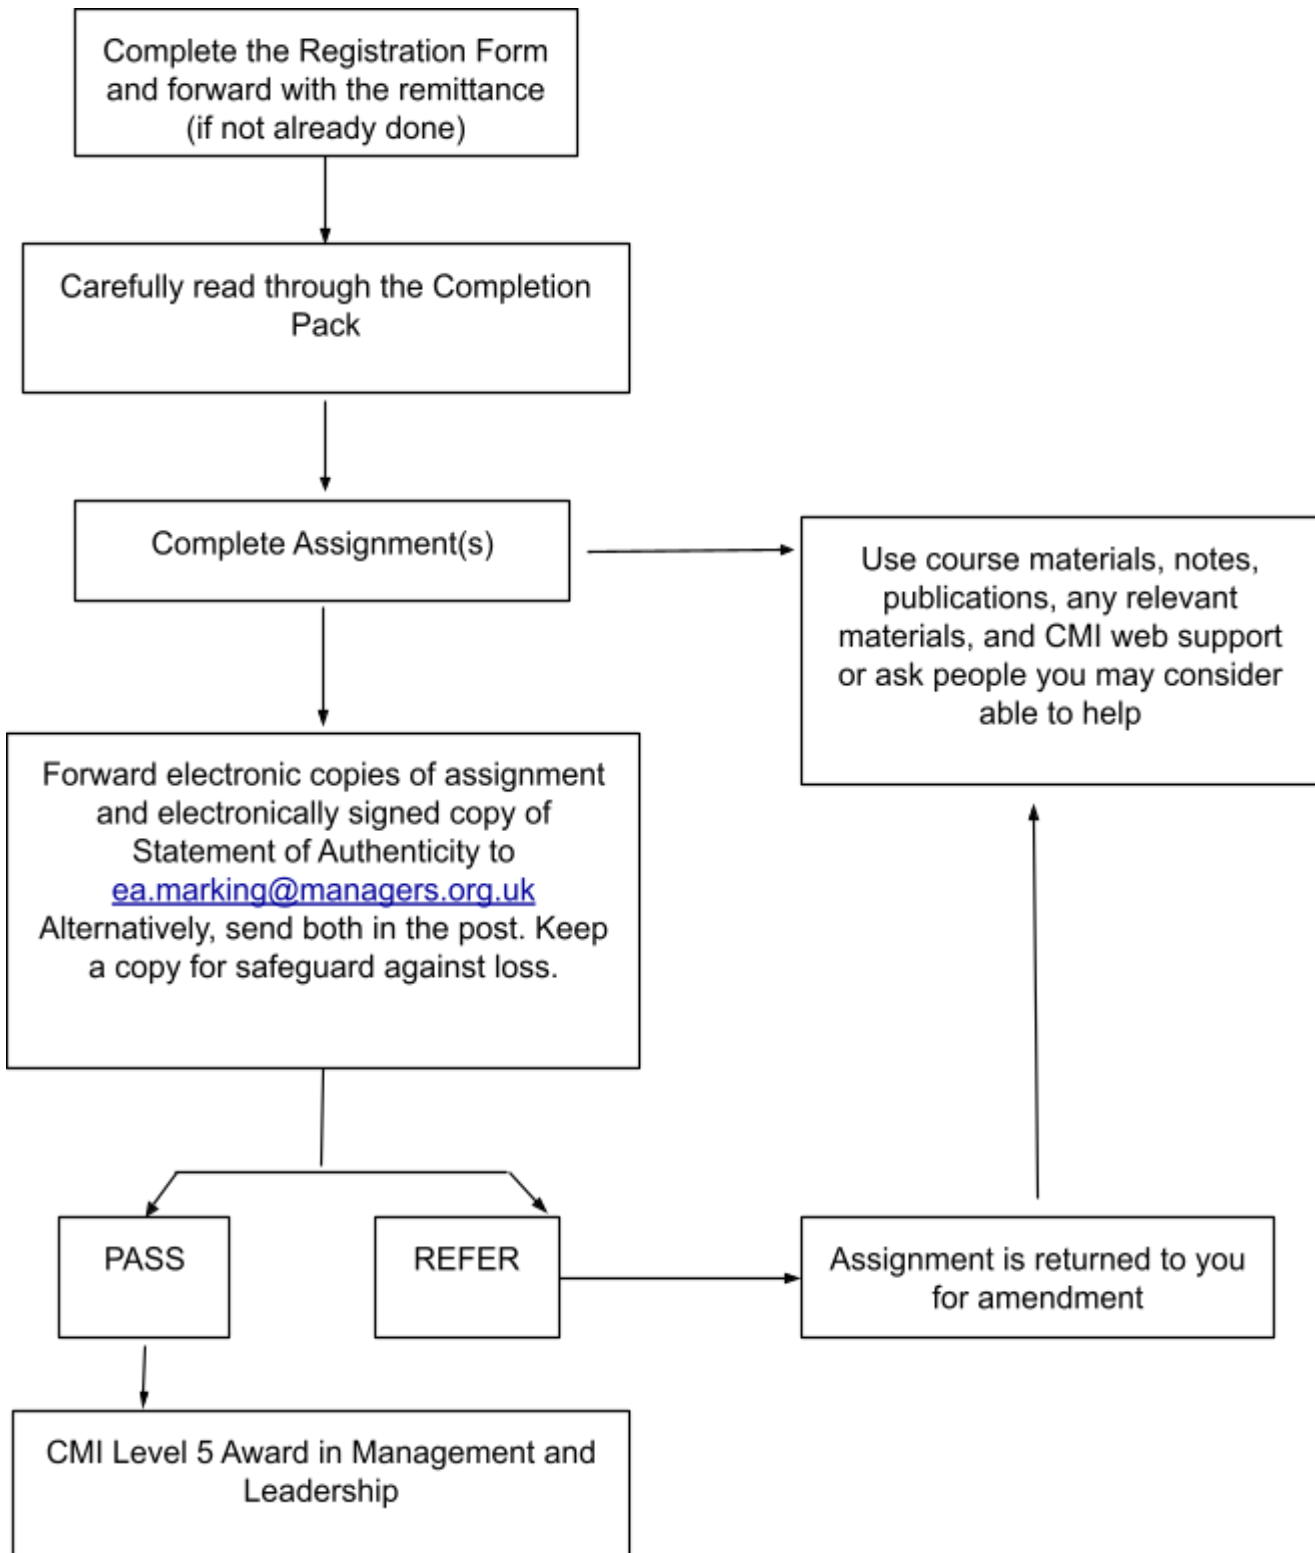 Complete the Registration Form
and forward with the remittance
(if not already done)
Carefully read through the Completion
Pack
Complete Assignment(s)
Use course materials, notes,
publications, any relevant
materials, and CMI web support
or ask people you may consider
able to help
Forward electronic copies of assignment
and electronically signed copy of
Statement of Authenticity to
ea.marking@managers.org.uk
Alternatively, send both in the post. Keep
a copy for safeguard against loss.
PASS
REFER
Assignment is returned to you
for amendment
CMI Level 5 Award in Management and
Leadership